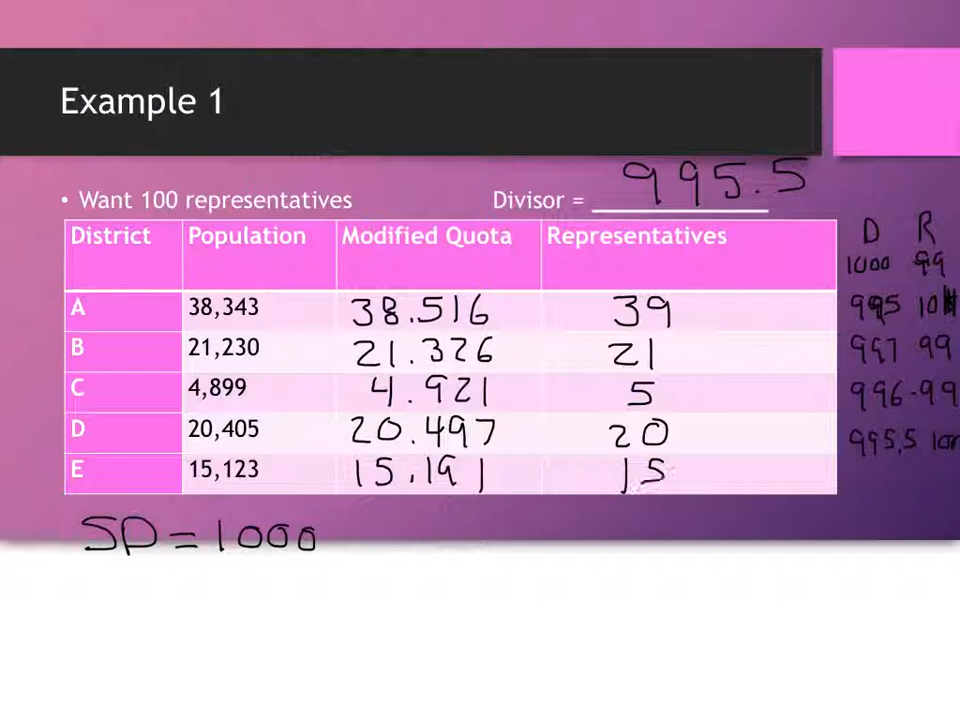 Example 1
• Want 100 representatives Divisor = 995.5
District Population Modified Quota Representatives
A 38,343 38.516 39
B 21,230 21.326 21
C 4,899 4.921 5
D 20,405 20.497 20
E 15,123 15.191 15
SD = 1000
D R
1000 99
995
997 99
996-99
995.5 100